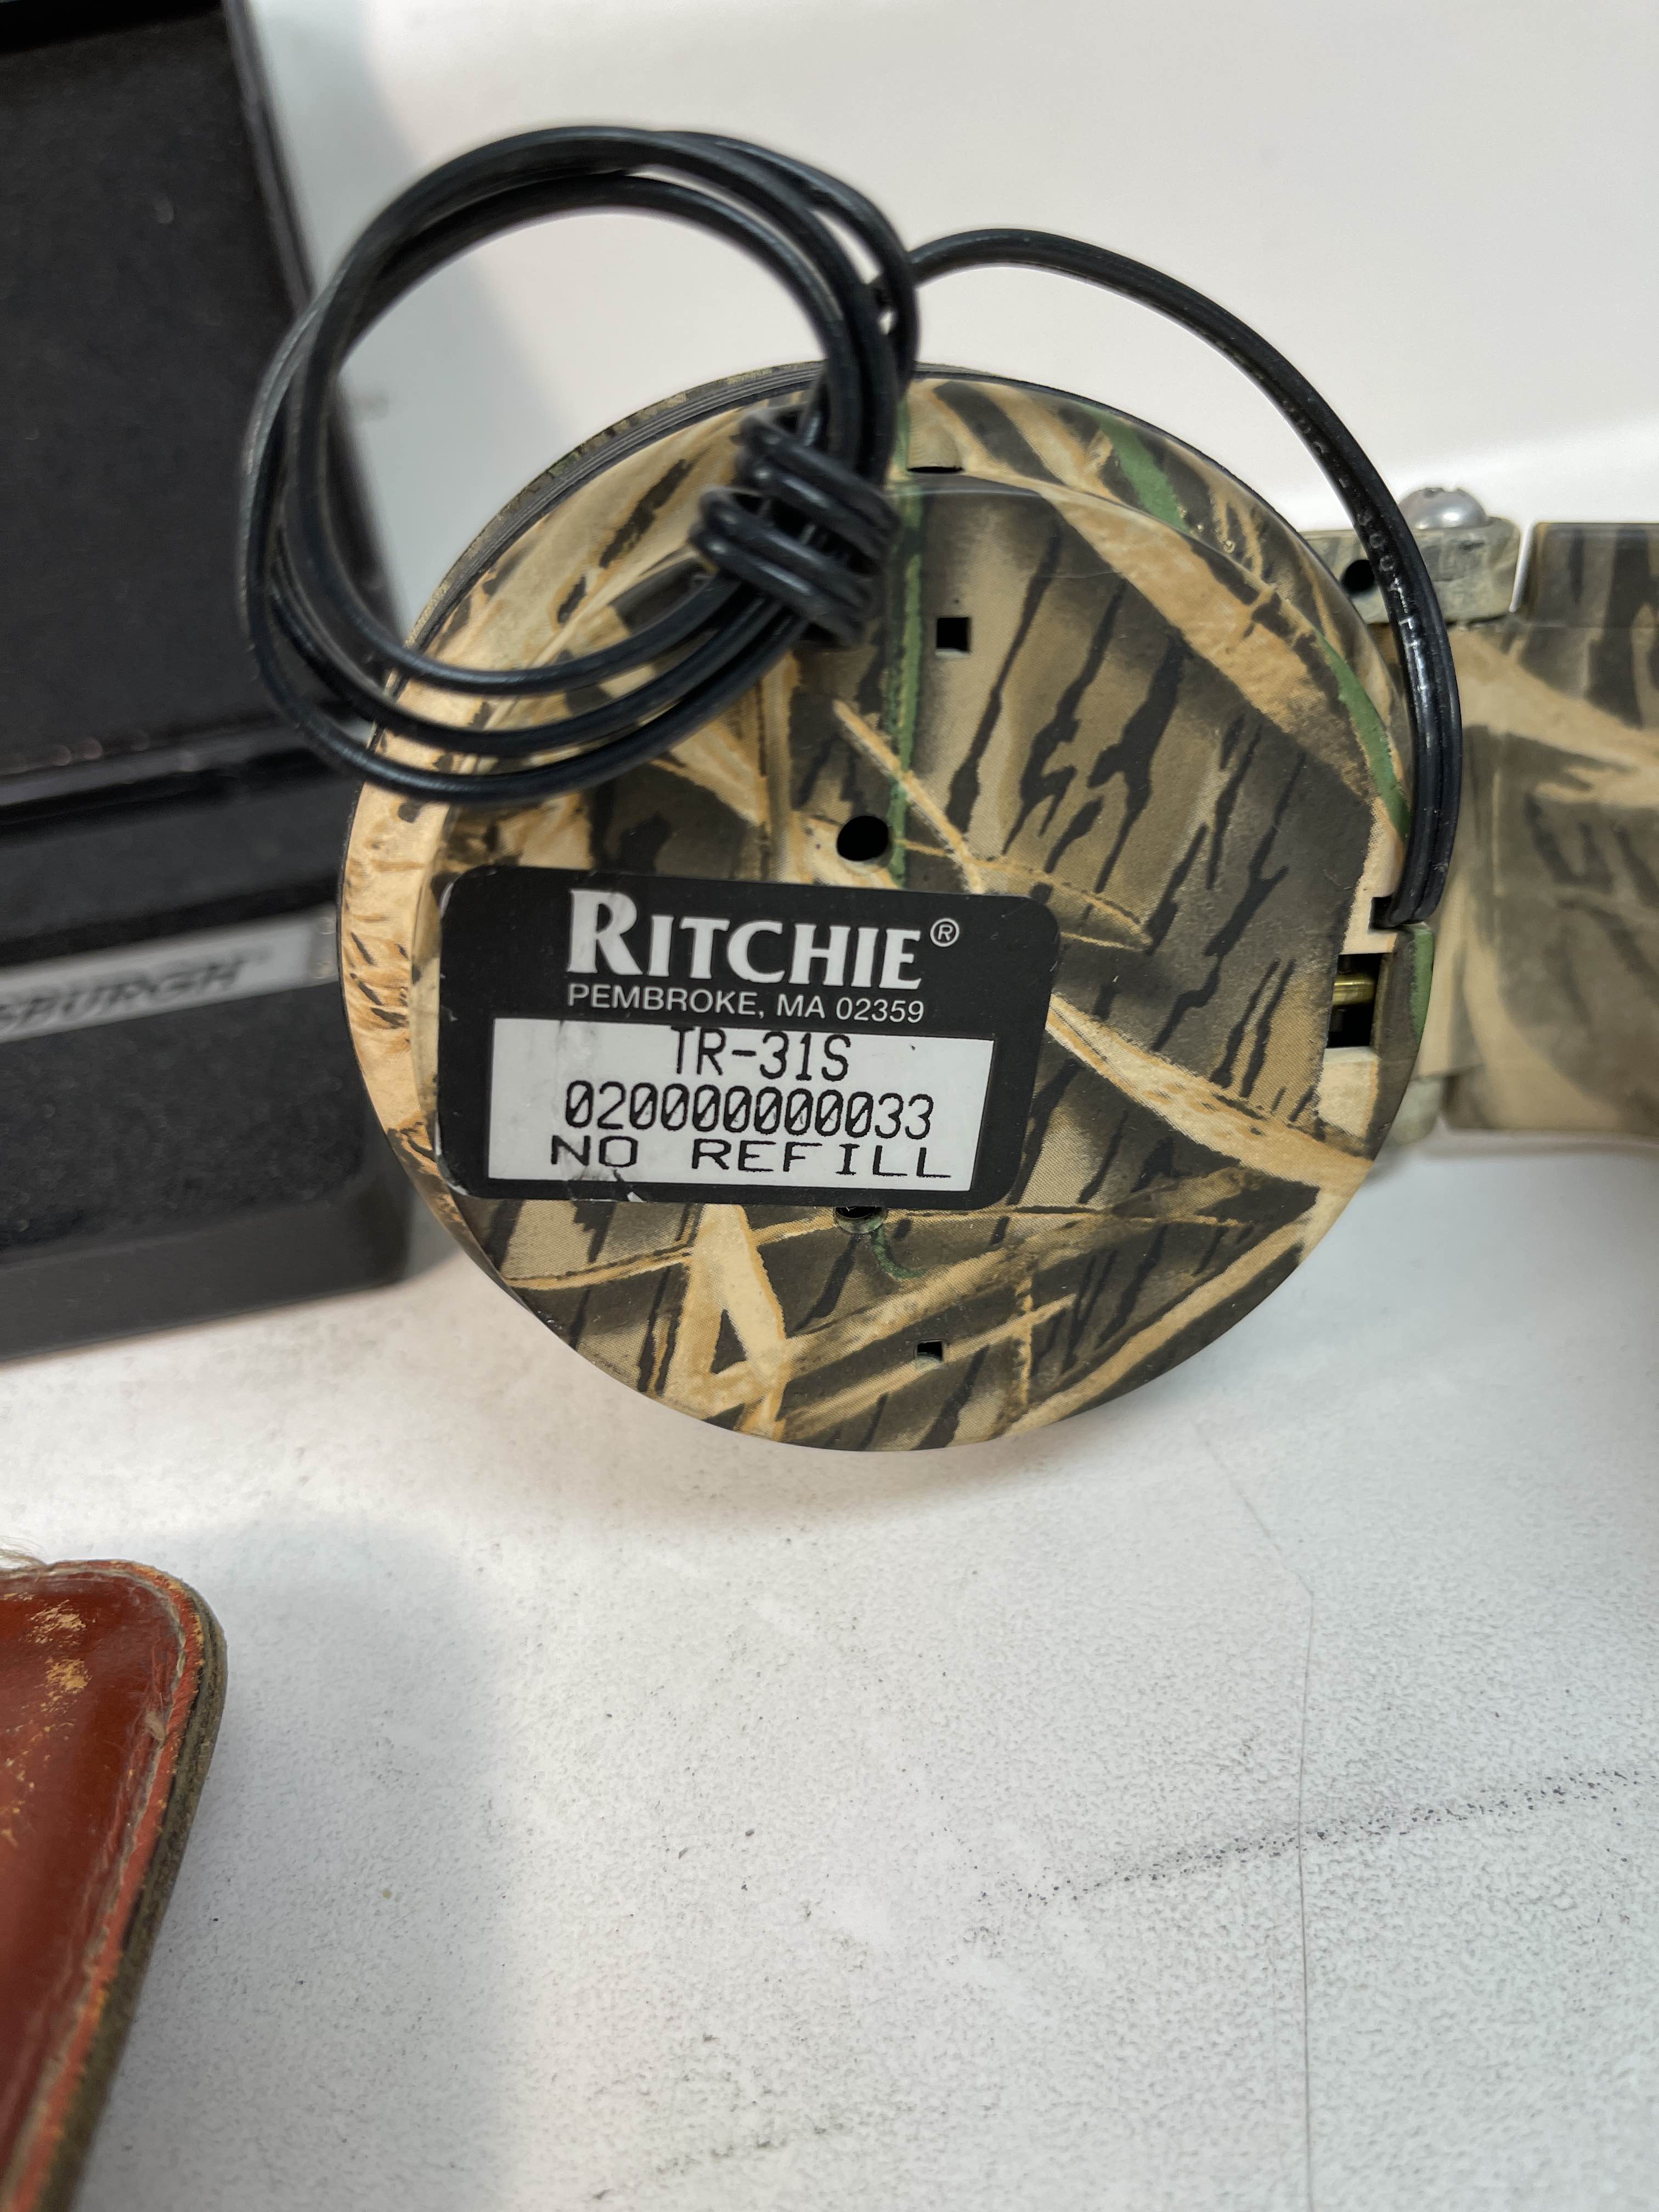 RITCHIE®
PEMBROKE, MA 02359
TR-31S
020000000033
NO REFILL